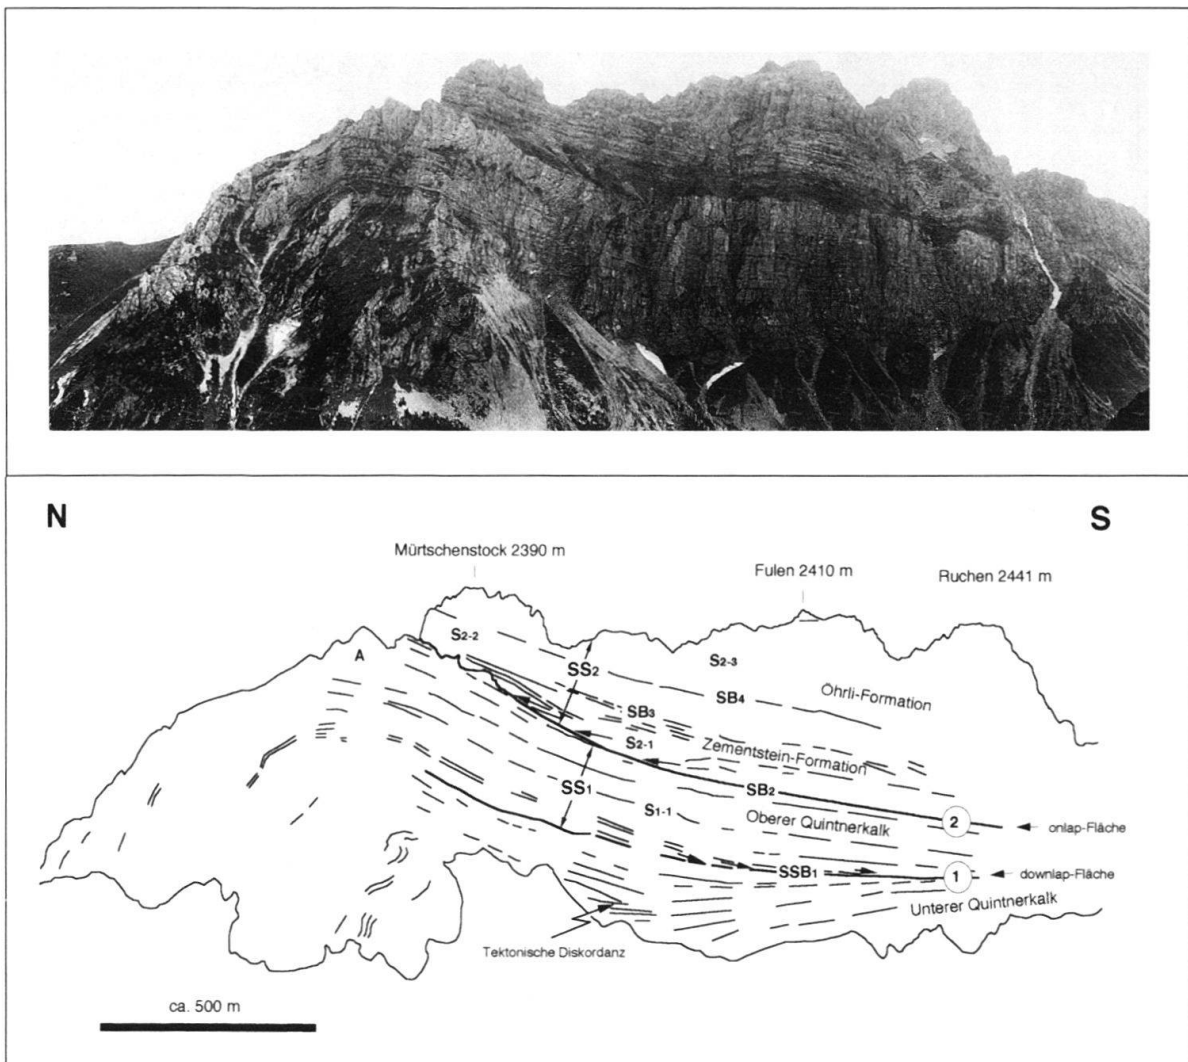 N
S
Mürtschenstock 2390 m
Fulen 2410 m
Ruchen 2441 m
S2-2
A
SS2
S2-3
SB4
Öhrli-Formation
SB3
S2-1
Zementstein-Formation
SS1
SB2
S1-1
Oberer Quintnerkalk
2
onlap-Fläche
SSB1
1
downlap-Fläche
Unterer Quintnerkalk
Tektonische Diskordanz
ca. 500 m